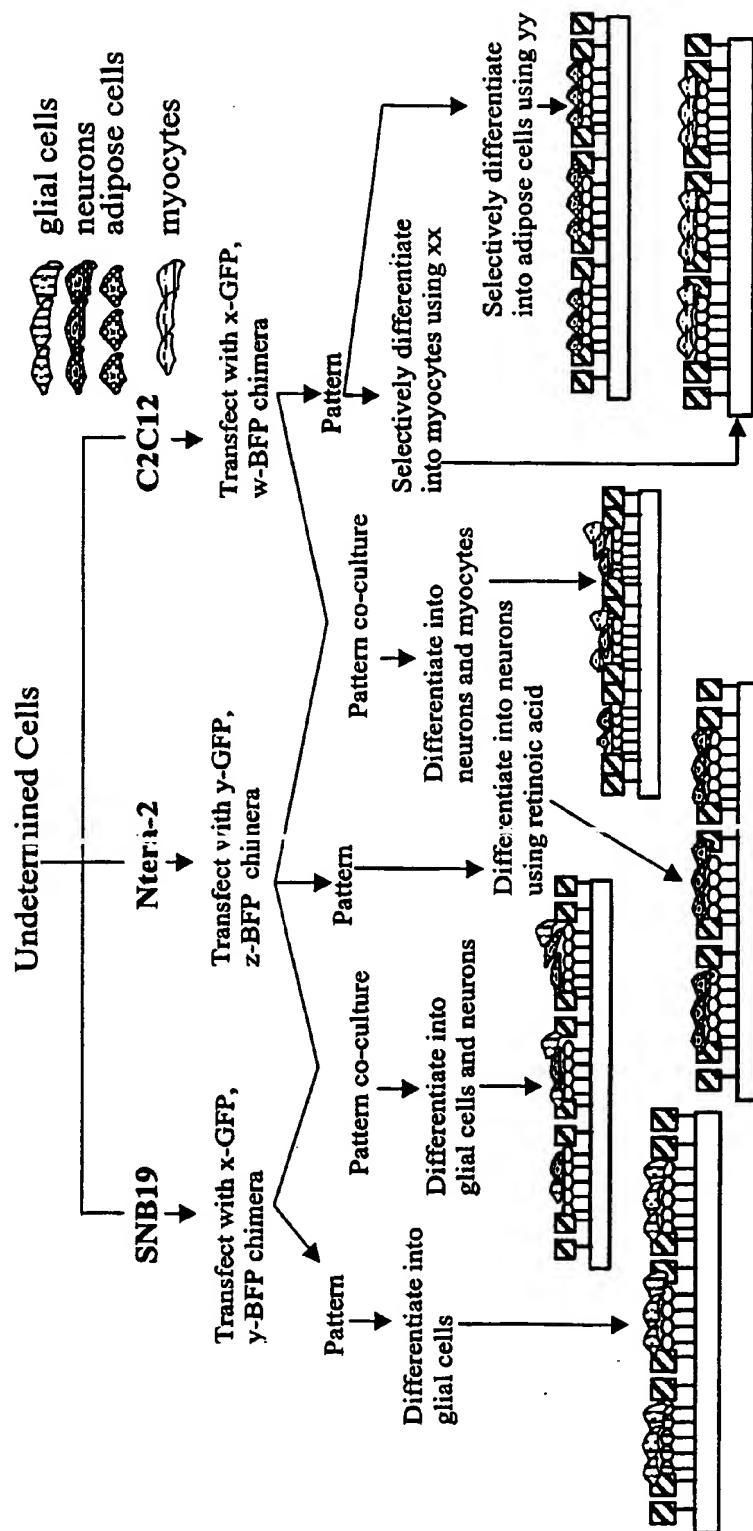 Undetermined Cells
glial cells
neurons
adipose cells
myocytes
SNB19
Ntera-2
C2C12
Transfect with x-GFP,
y-BFP chimera
Transfect with y-GFP,
z-BFP chimera
Transfect with x-GFP,
w-BFP chimera
Pattern
Differentiate into
glial cells
Pattern co-culture
Differentiate into
glial cells and neurons
Pattern
Differentiate into neurons
using retinoic acid
Pattern co-culture
Differentiate into
neurons and myocytes
Pattern
Selectively differentiate
into myocytes using xx
Selectively differentiate
into adipose cells using yy